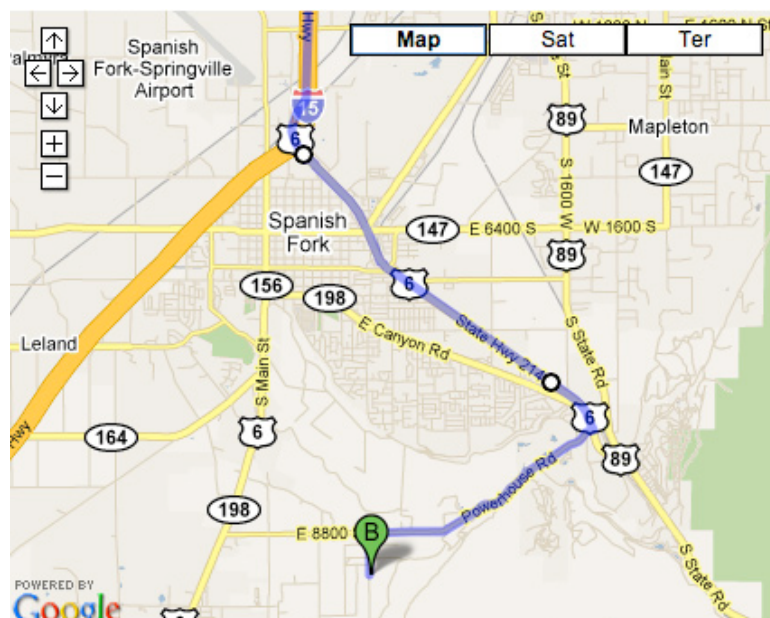 Map
Sat
Ter
Hwy
Spanish
Fork-Springville
Airport
15
6
89
S 1600 W
Mapleton
147
Spanish
Fork
147
E 6400 S
W 1600 S
89
156
198
6
E Canyon Rd
State Hwy 214
S State Rd
Leland
S Main St
164
6
6
89
Hwy
Powerhouse Rd
198
E 8800
B
S State Rd
POWERED BY
Google